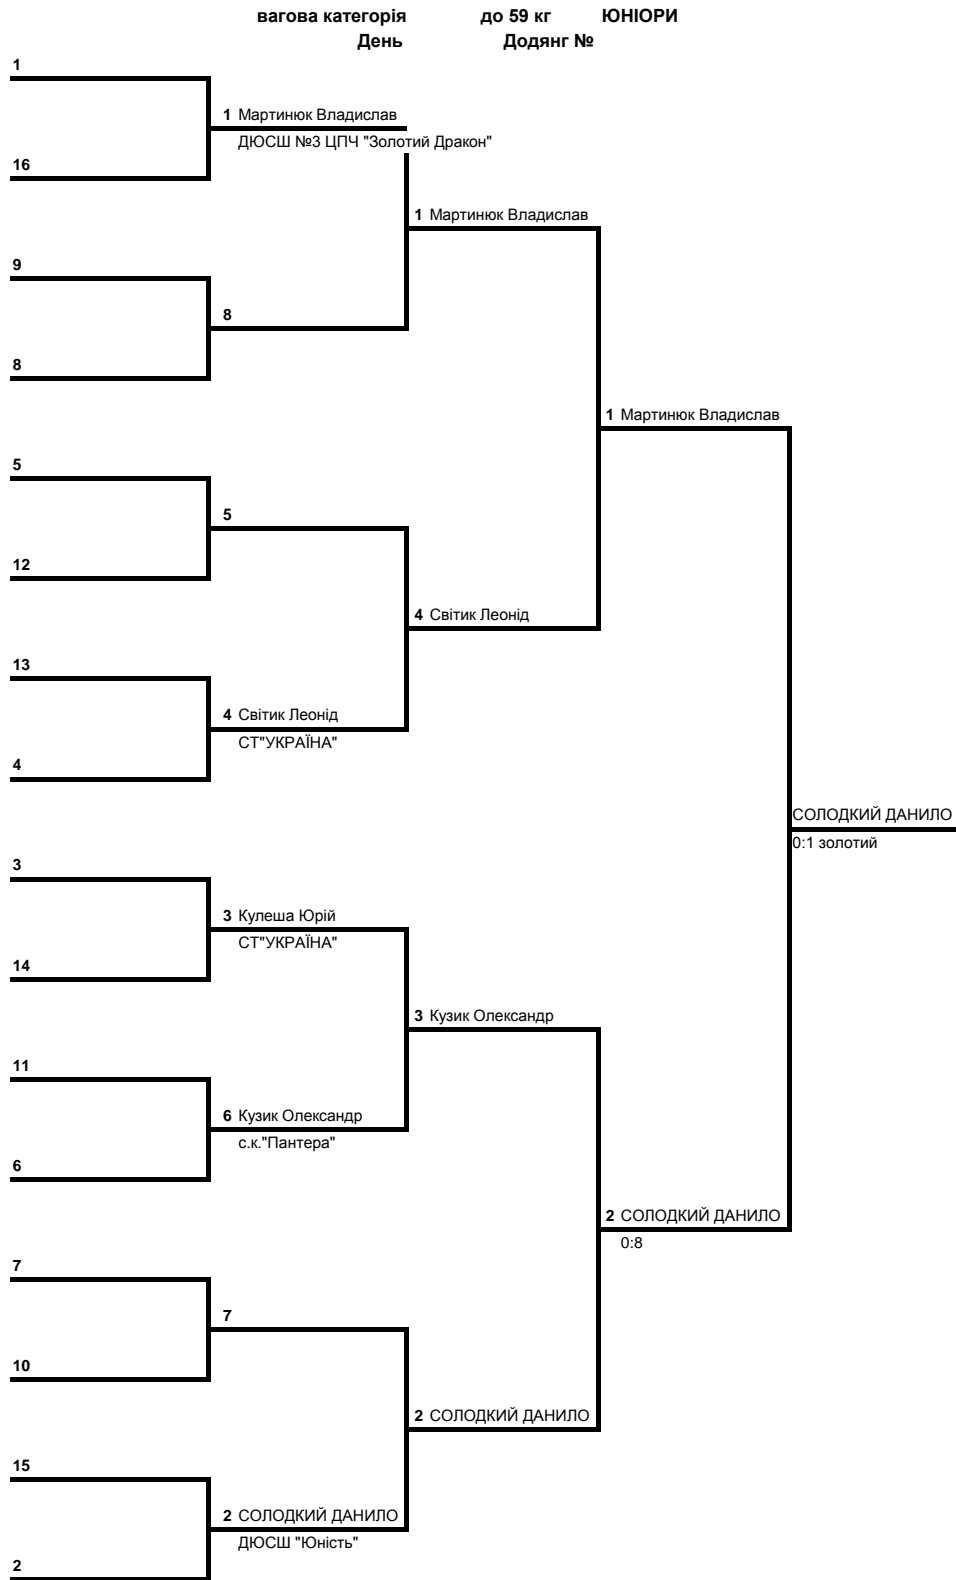 вагова категорія до 59 кг ЮНІОРИ
День Додянг №
1
1 Мартинюк Владислав
ДЮСШ №3 ЦПЧ "Золотий Дракон"
16
1 Мартинюк Владислав
9
8
8
1 Мартинюк Владислав
5
5
12
4 Світик Леонід
13
4 Світик Леонід
СТ"УКРАЇНА"
4
СОЛОДКИЙ ДАНИЛО
0:1 золотий
3
3 Кулеша Юрій
СТ"УКРАЇНА"
14
3 Кузик Олександр
11
6 Кузик Олександр
с.к."Пантера"
6
2 СОЛОДКИЙ ДАНИЛО
0:8
7
7
10
2 СОЛОДКИЙ ДАНИЛО
15
2 СОЛОДКИЙ ДАНИЛО
ДЮСШ "Юність"
2